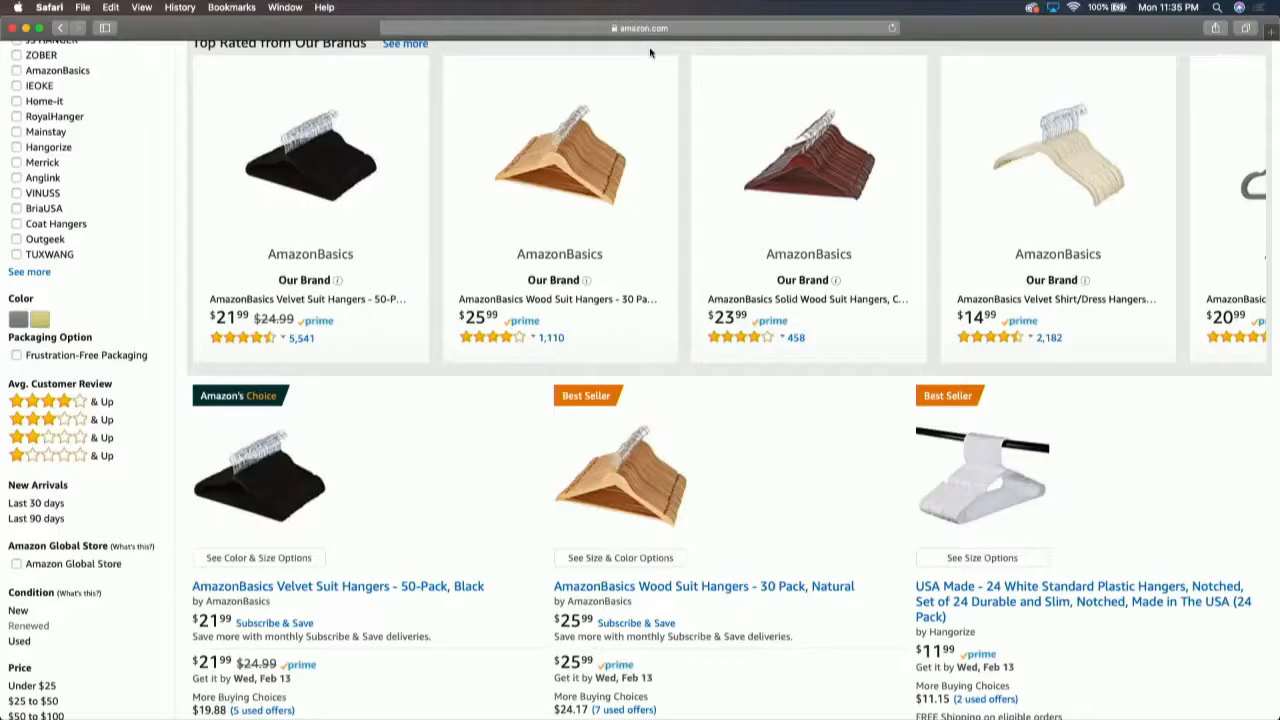 Safari File Edit View History Bookmarks Window Help 100% Mon 11:35 PM
amazon.com
Top Rated from Our Brands See more
ZOBER
AmazonBasics
IEOKE
Home-it
RoyalHanger
Mainstay
Hangorize
Merrick
Anglink
VINUSS
BriaUSA
Coat Hangers
Outgeek
TUXWANG
See more
Color
Packaging Option
Frustration-Free Packaging
Avg. Customer Review
& Up
& Up
& Up
& Up
New Arrivals
Last 30 days
Last 90 days
Amazon Global Store (What's this?)
Amazon Global Store
Condition (What's this?)
New
Renewed
Used
Price
Under $25
$25 to $50
$50 to $100
AmazonBasics
Our Brand
AmazonBasics Velvet Suit Hangers - 50-P...
$21.99 $24.99 prime
5,541
AmazonBasics
Our Brand
AmazonBasics Wood Suit Hangers - 30 Pa...
$25.99 prime
1,110
AmazonBasics
Our Brand
AmazonBasics Solid Wood Suit Hangers, C...
$23.99 prime
458
AmazonBasics
Our Brand
AmazonBasics Velvet Shirt/Dress Hangers...
$14.99 prime
2,182
AmazonBasic
$20.99
Amazon's Choice
See Color & Size Options
AmazonBasics Velvet Suit Hangers - 50-Pack, Black
by AmazonBasics
$21.99 Subscribe & Save
Save more with monthly Subscribe & Save deliveries.
$21.99 $24.99 prime
Get it by Wed, Feb 13
More Buying Choices
$19.88 (5 used offers)
Best Seller
See Size & Color Options
AmazonBasics Wood Suit Hangers - 30 Pack, Natural
by AmazonBasics
$25.99 Subscribe & Save
Save more with monthly Subscribe & Save deliveries.
$25.99 prime
Get it by Wed, Feb 13
More Buying Choices
$24.17 (7 used offers)
Best Seller
See Size Options
USA Made - 24 White Standard Plastic Hangers, Notched,
Set of 24 Durable and Slim, Notched, Made in The USA (24
Pack)
by Hangorize
$11.99 prime
Get it by Wed, Feb 13
More Buying Choices
$11.15 (2 used offers)
FREE Shipping on eligible orders